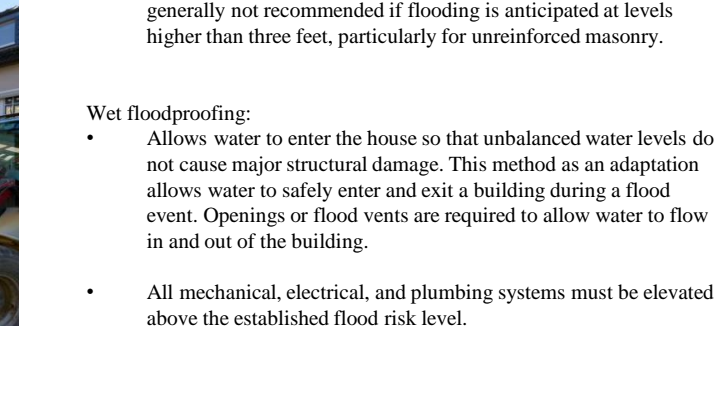 generally not recommended if flooding is anticipated at levels
higher than three feet, particularly for unreinforced masonry.
Wet floodproofing:
• Allows water to enter the house so that unbalanced water levels do
not cause major structural damage. This method as an adaptation
allows water to safely enter and exit a building during a flood
event. Openings or flood vents are required to allow water to flow
in and out of the building.
• All mechanical, electrical, and plumbing systems must be elevated
above the established flood risk level.